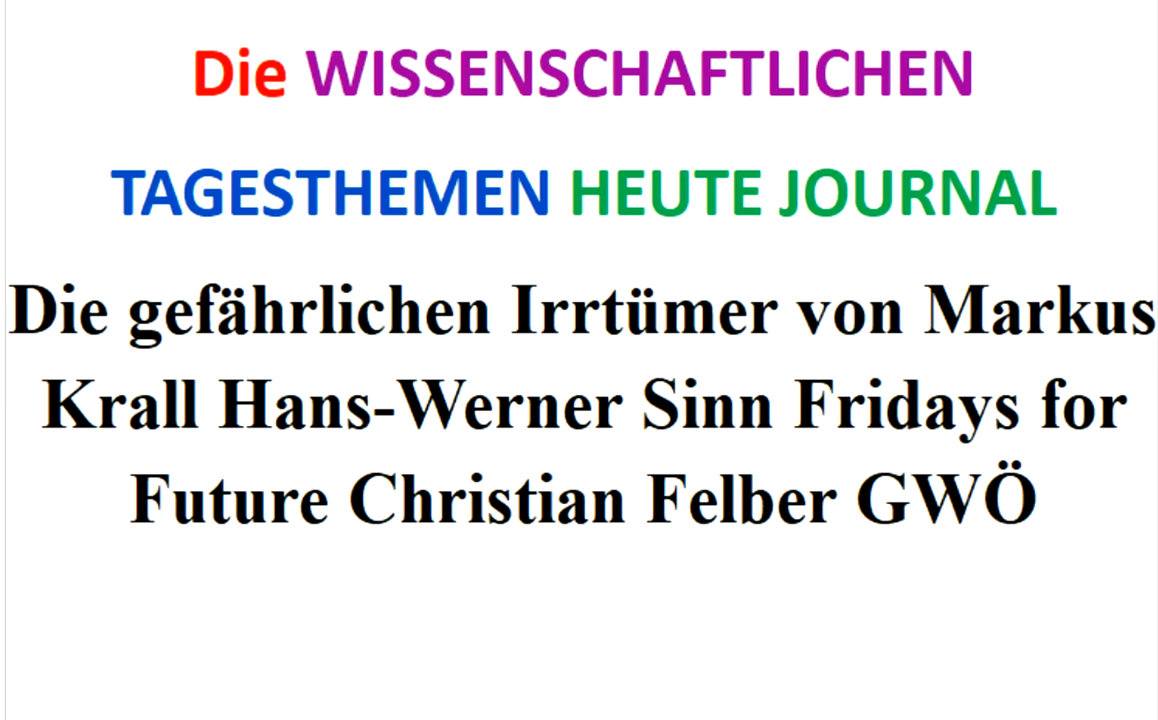 Die WISSENSCHAFTLICHEN
TAGESTHEMEN HEUTE JOURNAL
Die gefährlichen Irrtümer von Markus
Krall Hans-Werner Sinn Fridays for
Future Christian Felber GWÖ